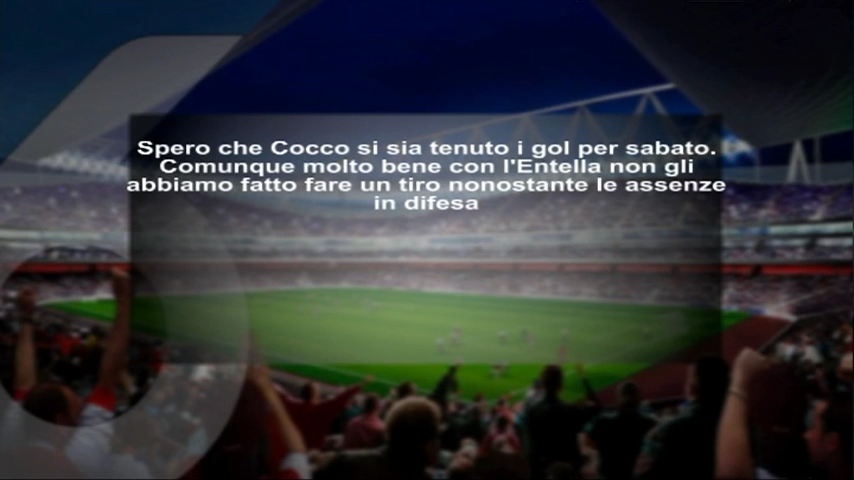 Spero che Cocco si sia tenuto i gol per sabato.
Comunque molto bene con l'Entella non gli
abbiamo fatto fare un tiro nonostante le assenze
in difesa